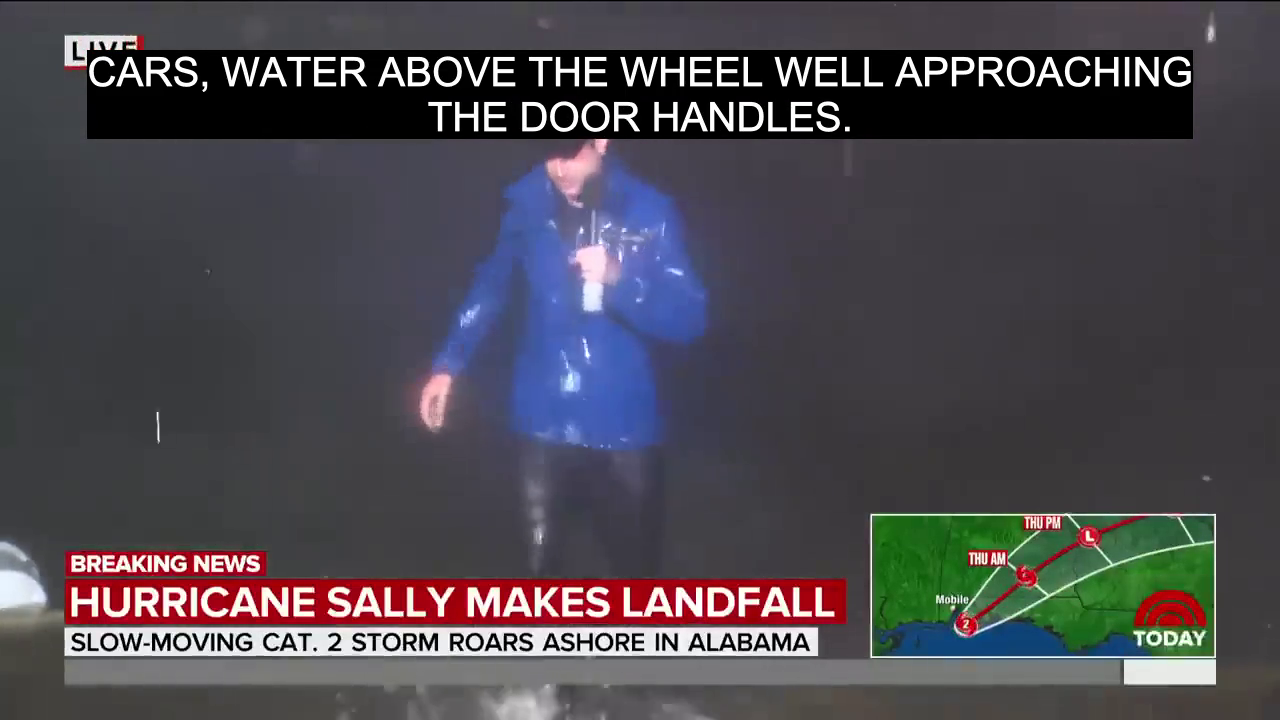 LIVE
CARS, WATER ABOVE THE WHEEL WELL APPROACHING
THE DOOR HANDLES.
THU PM
L
THU AM
Mobile
2
BREAKING NEWS
HURRICANE SALLY MAKES LANDFALL
SLOW-MOVING CAT. 2 STORM ROARS ASHORE IN ALABAMA
TODAY